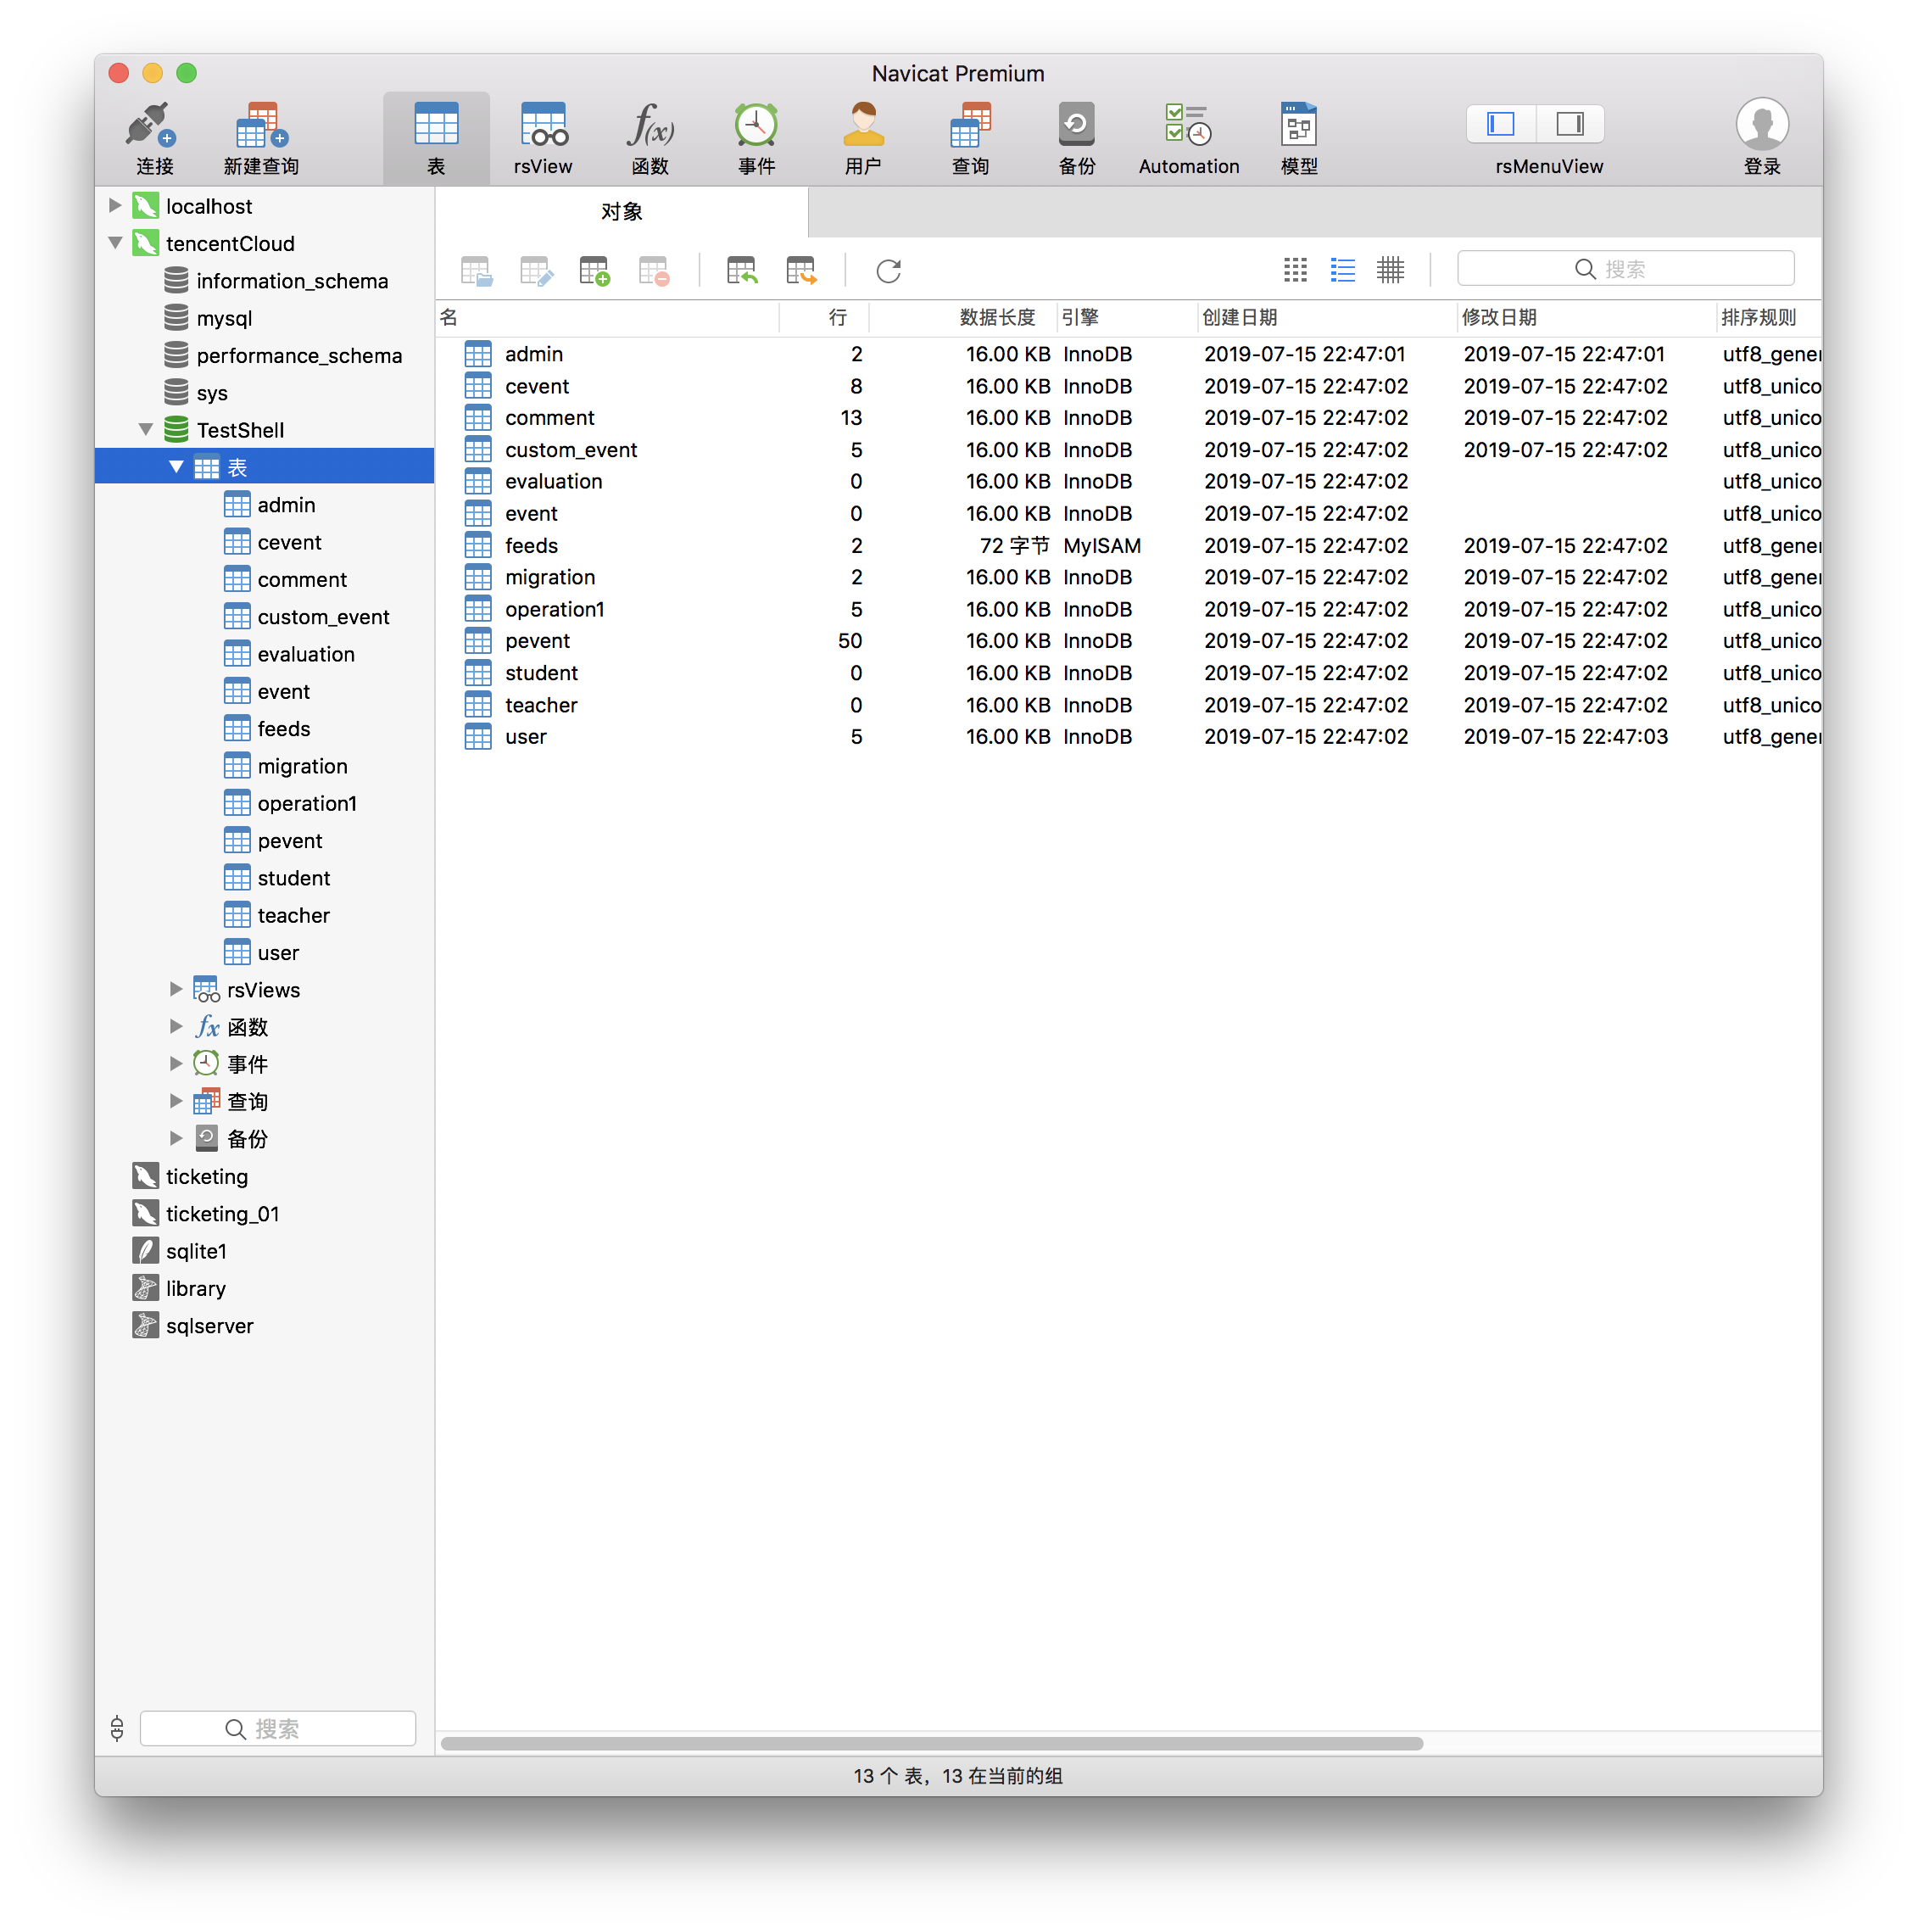 Navicat Premium
连接 新建查询 表 rsView 函数 事件 用户 查询 备份 Automation 模型 rsMenuView 登录
localhost
tencentCloud
information_schema
mysql
performance_schema
sys
TestShell
表
admin
cevent
comment
custom_event
evaluation
event
feeds
migration
operation1
pevent
student
teacher
user
rsViews
函数
事件
查询
备份
ticketing
ticketing_01
sqlite1
library
sqlserver
搜索
对象
搜索
名 行 数据长度 引擎 创建日期 修改日期 排序规则
admin 2 16.00 KB InnoDB 2019-07-15 22:47:01 2019-07-15 22:47:01 utf8_gener
cevent 8 16.00 KB InnoDB 2019-07-15 22:47:02 2019-07-15 22:47:02 utf8_unico
comment 13 16.00 KB InnoDB 2019-07-15 22:47:02 2019-07-15 22:47:02 utf8_unico
custom_event 5 16.00 KB InnoDB 2019-07-15 22:47:02 2019-07-15 22:47:02 utf8_unico
evaluation 0 16.00 KB InnoDB 2019-07-15 22:47:02 utf8_unico
event 0 16.00 KB InnoDB 2019-07-15 22:47:02 utf8_unico
feeds 2 72 字节 MyISAM 2019-07-15 22:47:02 2019-07-15 22:47:02 utf8_gener
migration 2 16.00 KB InnoDB 2019-07-15 22:47:02 2019-07-15 22:47:02 utf8_gener
operation1 5 16.00 KB InnoDB 2019-07-15 22:47:02 2019-07-15 22:47:02 utf8_unico
pevent 50 16.00 KB InnoDB 2019-07-15 22:47:02 2019-07-15 22:47:02 utf8_unico
student 0 16.00 KB InnoDB 2019-07-15 22:47:02 2019-07-15 22:47:02 utf8_unico
teacher 0 16.00 KB InnoDB 2019-07-15 22:47:02 2019-07-15 22:47:02 utf8_unico
user 5 16.00 KB InnoDB 2019-07-15 22:47:02 2019-07-15 22:47:03 utf8_gener
13 个 表，13 在当前的组